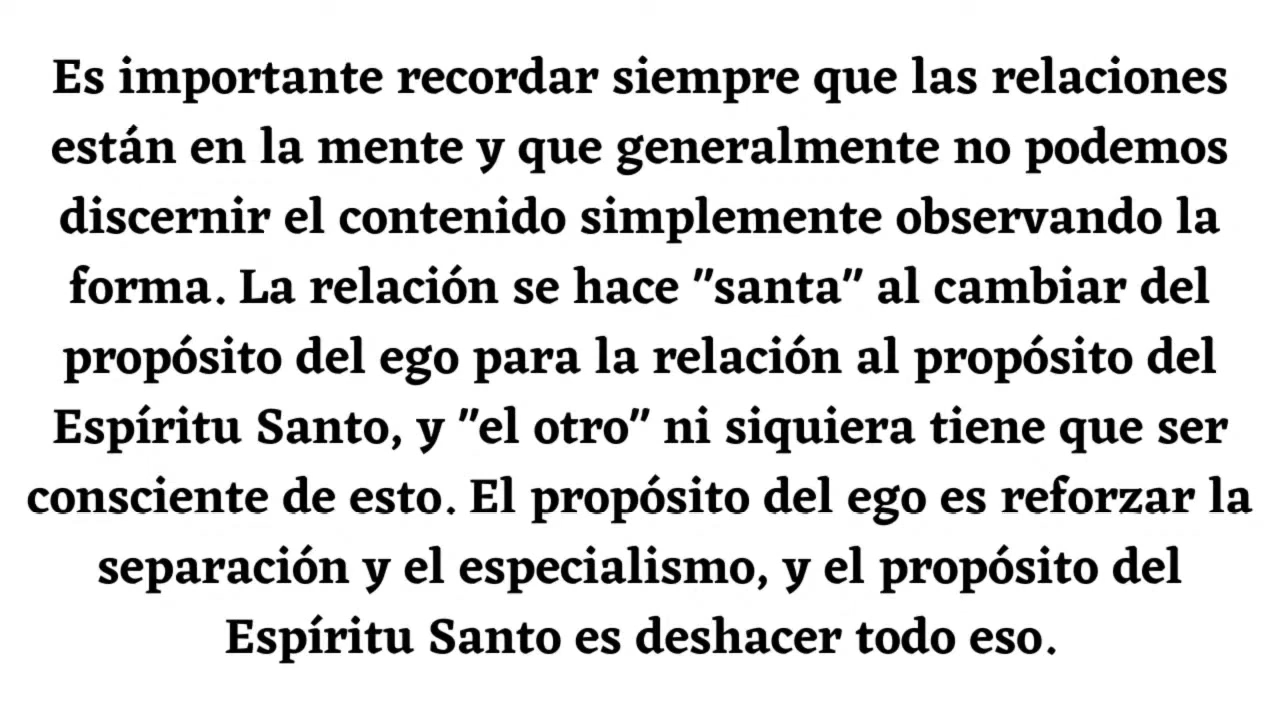 Es importante recordar siempre que las relaciones
están en la mente y que generalmente no podemos
discernir el contenido simplemente observando la
forma. La relación se hace "santa" al cambiar del
propósito del ego para la relación al propósito del
Espíritu Santo, y "el otro" ni siquiera tiene que ser
consciente de esto. El propósito del ego es reforzar la
separación y el especialismo, y el propósito del
Espíritu Santo es deshacer todo eso.